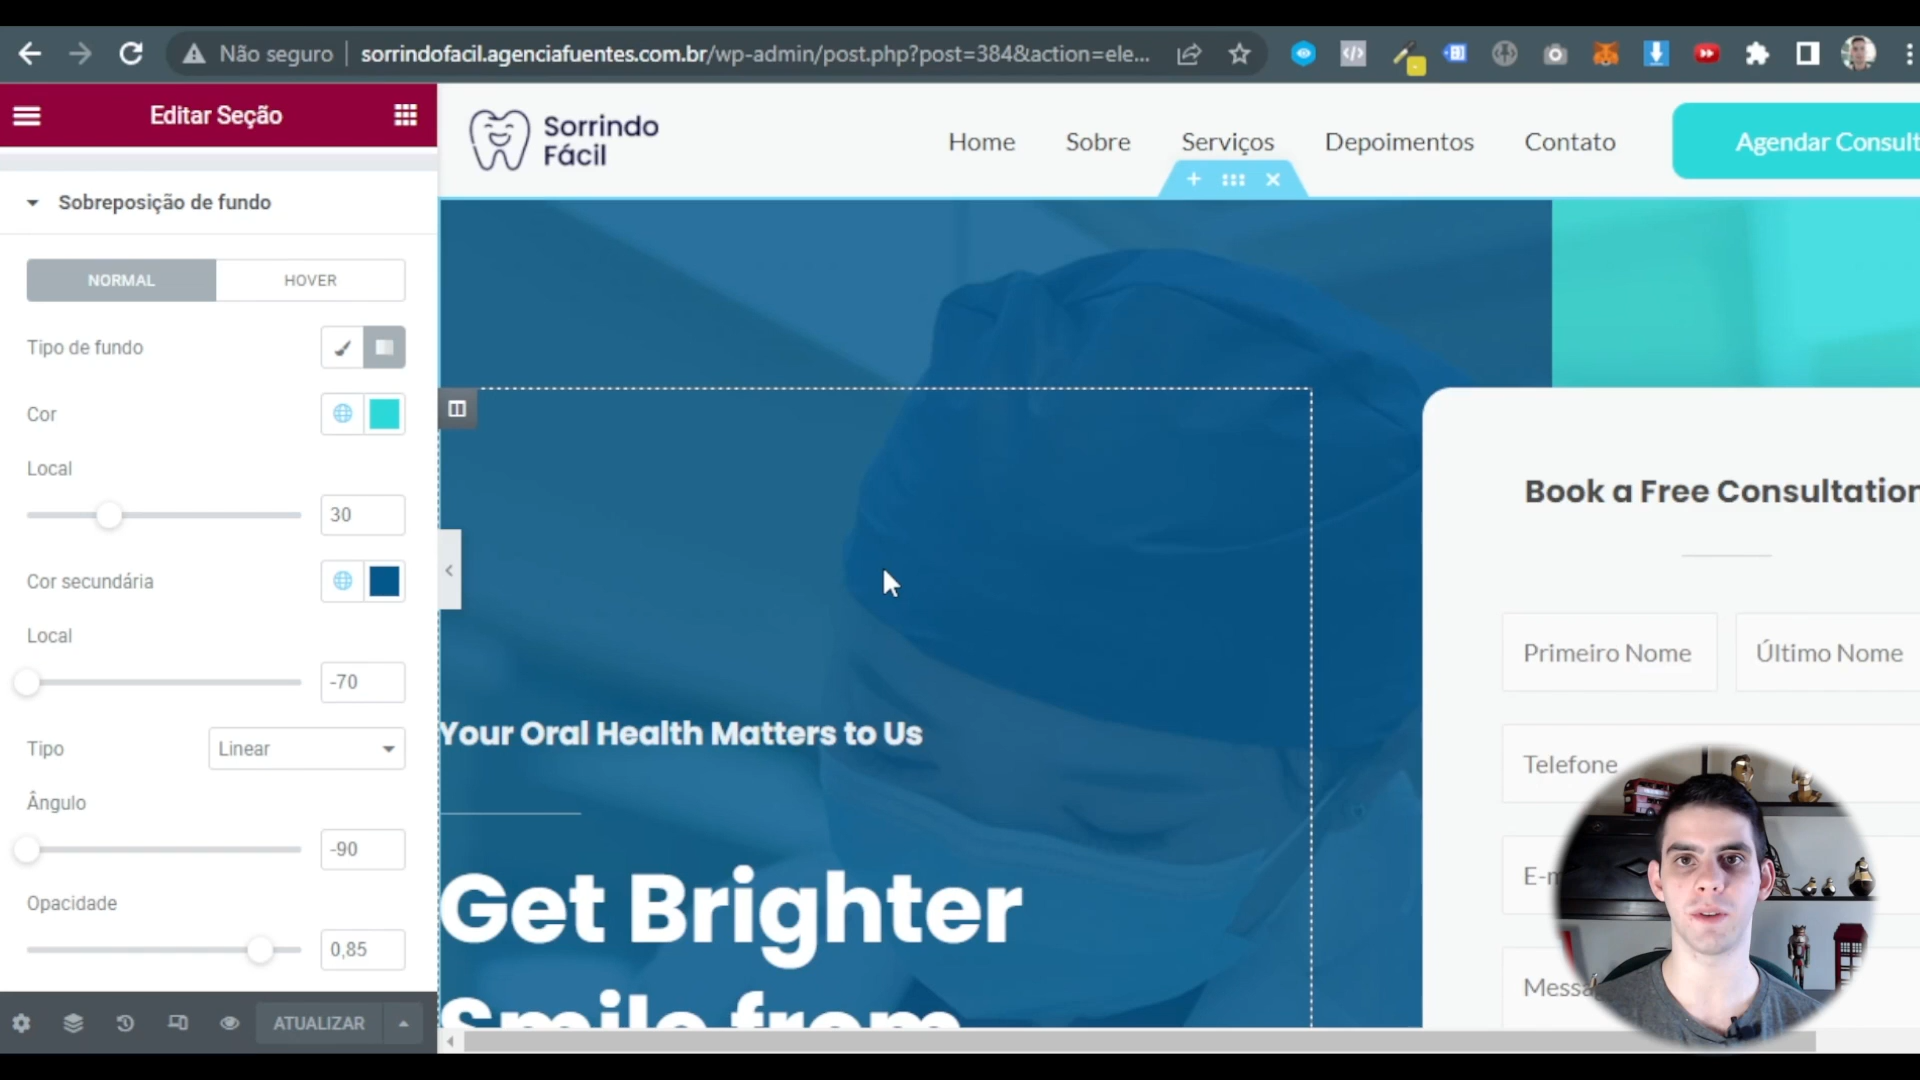 Não seguro
sorrindofacil.agenciafuentes.com.br/wp-admin/post.php?post=384&action=ele...
Editar Seção
Sorrindo
Fácil
Home
Sobre
Serviços
Depoimentos
Contato
Agendar Consult
Sobreposição de fundo
NORMAL
HOVER
Tipo de fundo
Cor
Local
30
Cor secundária
Local
-70
Tipo
Linear
Ângulo
-90
Opacidade
0,85
ATUALIZAR
Your Oral Health Matters to Us
Get Brighter
Smile from
Book a Free Consultation
Primeiro Nome
Último Nome
Telefone
E-m
Messa